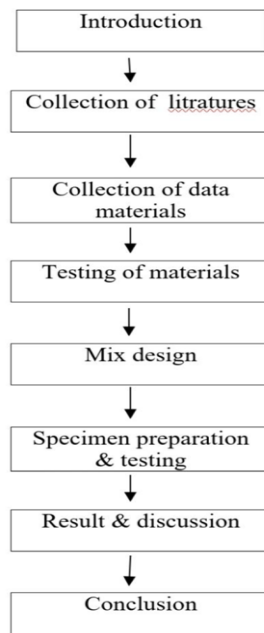 Introduction
Collection of litratures
Collection of data
materials
Testing of materials
Mix design
Specimen preparation
& testing
Result & discussion
Conclusion